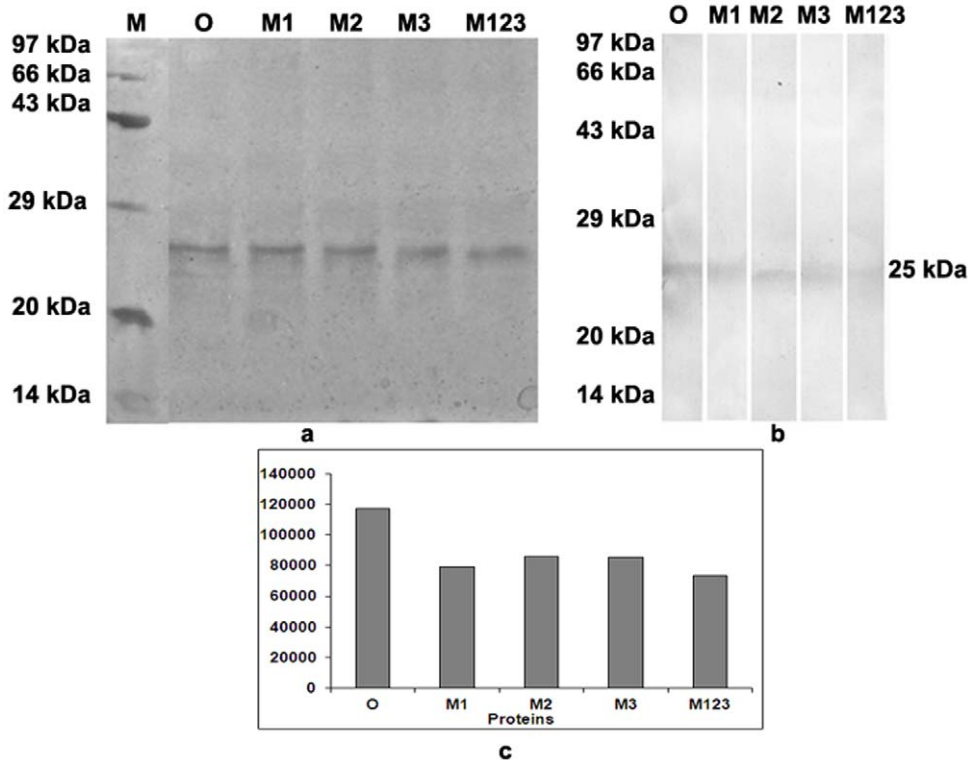 M O M1 M2 M3 M123
97 kDa
66 kDa
43 kDa
29 kDa
20 kDa
14 kDa
a
O M1 M2 M3 M123
97 kDa
66 kDa
43 kDa
29 kDa
25 kDa
20 kDa
14 kDa
b
140000
120000
100000
80000
60000
40000
20000
0
O M1 M2 M3 M123
Proteins
c